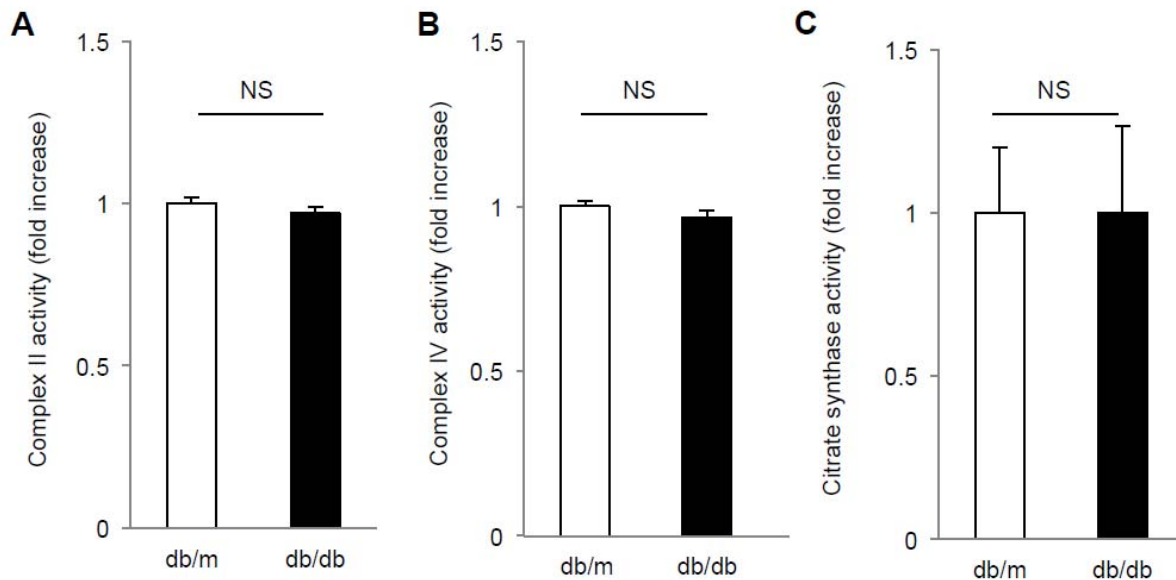 A
Complex II activity (fold increase)
1.5
1
0.5
0
NS
db/m
db/db
B
Complex IV activity (fold increase)
1.5
1
0.5
0
NS
db/m
db/db
C
Citrate synthase activity (fold increase)
1.5
1
0.5
0
NS
db/m
db/db